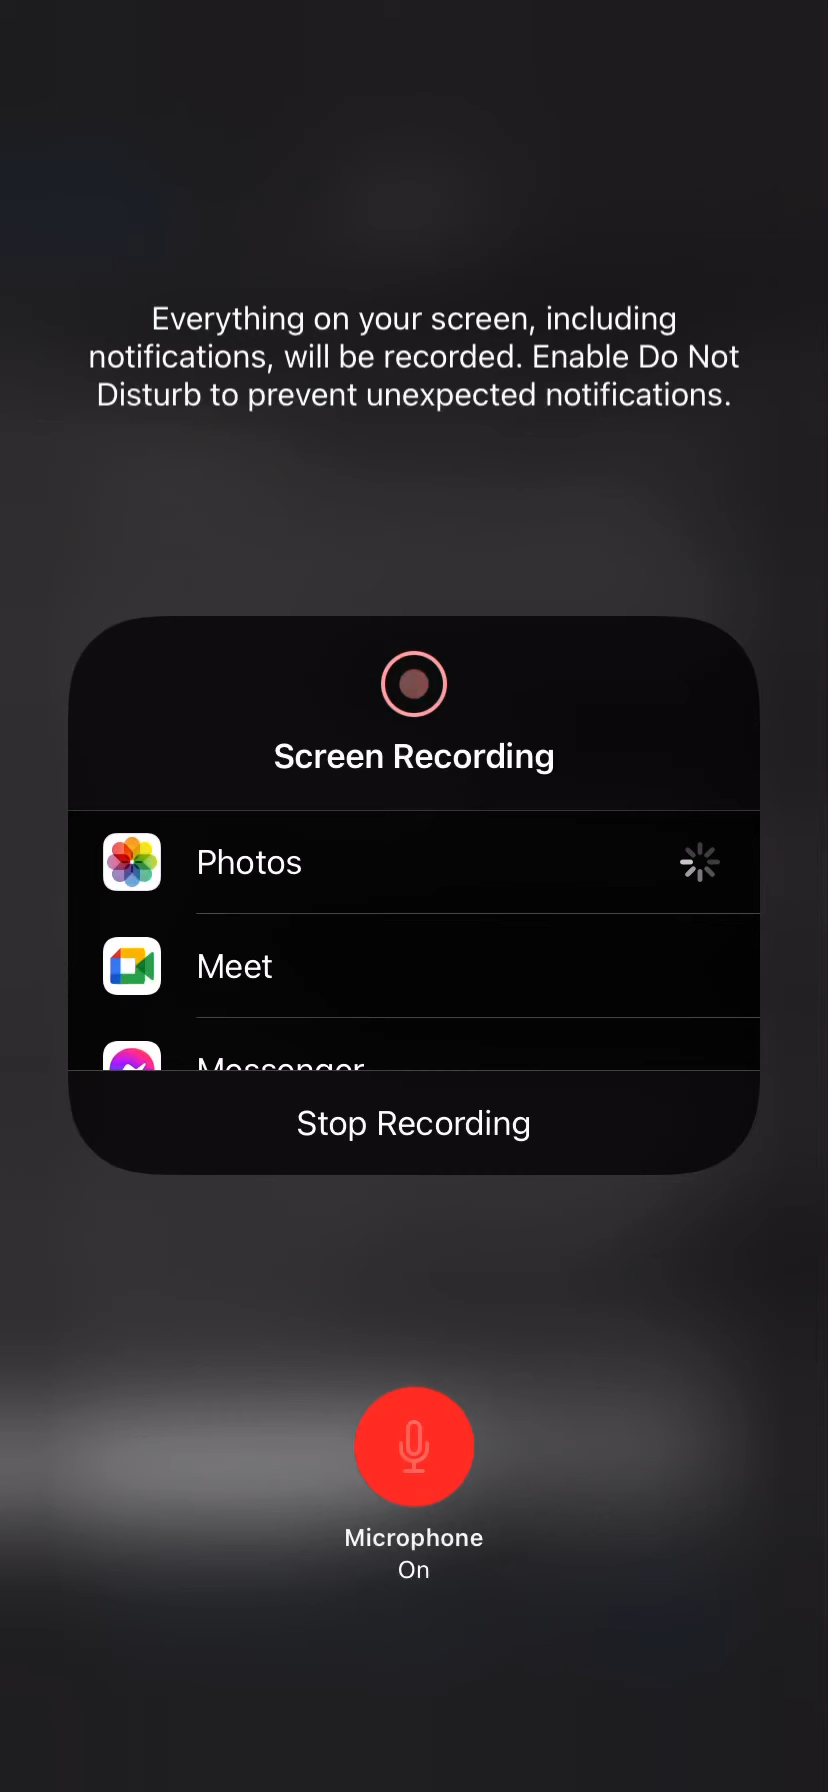 Everything on your screen, including
notifications, will be recorded. Enable Do Not
Disturb to prevent unexpected notifications.
Screen Recording
Photos
Meet
Messenger
Stop Recording
Microphone
On